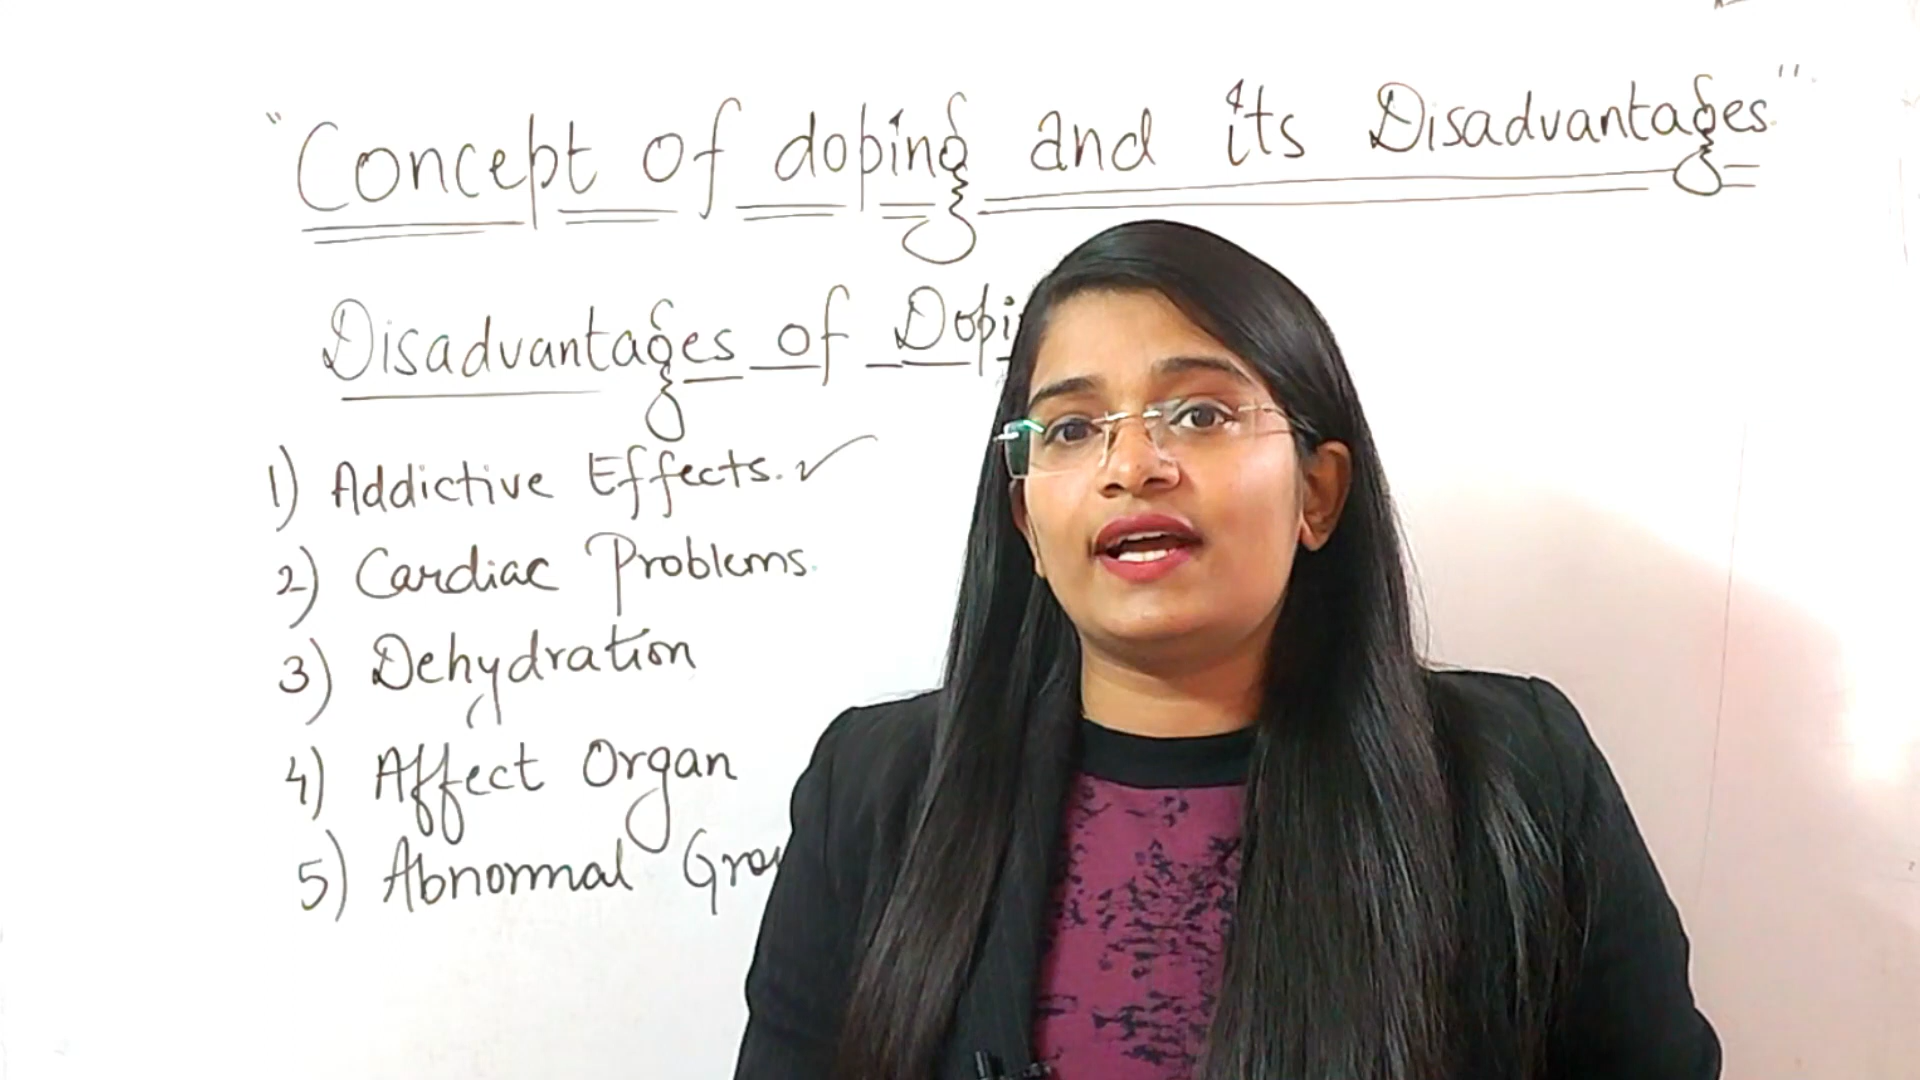 "Concept of doping and its Disadvantages"
Disadvantages of
1) Addictive Effects. ✓
2) Cardiac Problems.
3) Dehydration
4) Affect Organ
5) Abnormal